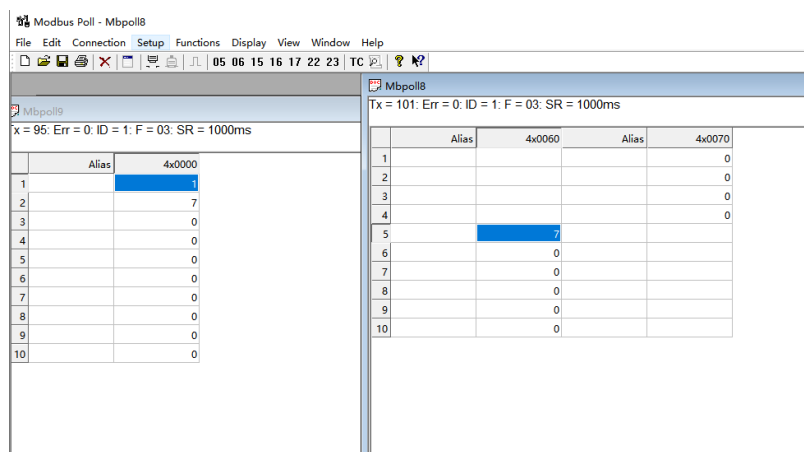 Modbus Poll - Mbpoll8
File Edit Connection Setup Functions Display View Window Help
05 06 15 16 17 22 23 TC
Mbpoll9
Tx = 95: Err = 0: ID = 1: F = 03: SR = 1000ms
Alias 4x0000
1 1
2 7
3 0
4 0
5 0
6 0
7 0
8 0
9 0
10 0
Mbpoll8
Tx = 101: Err = 0: ID = 1: F = 03: SR = 1000ms
Alias 4x0060 Alias 4x0070
1 0
2 0
3 0
4 0
5 7
6 0
7 0
8 0
9 0
10 0